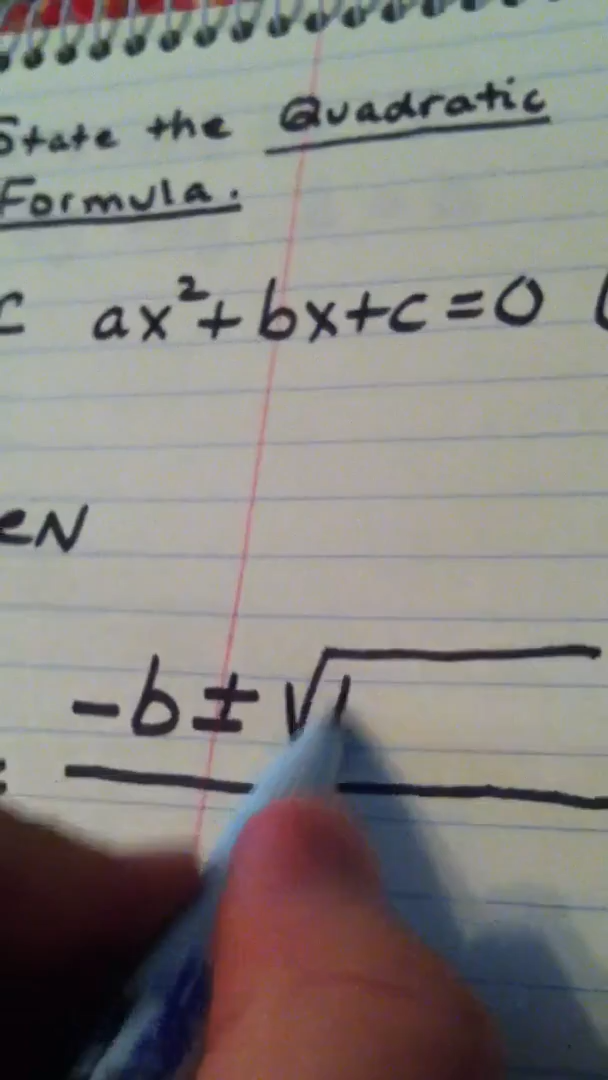 State the Quadratic
Formula.
ax²+bx+c=0 (
eN
-b±√